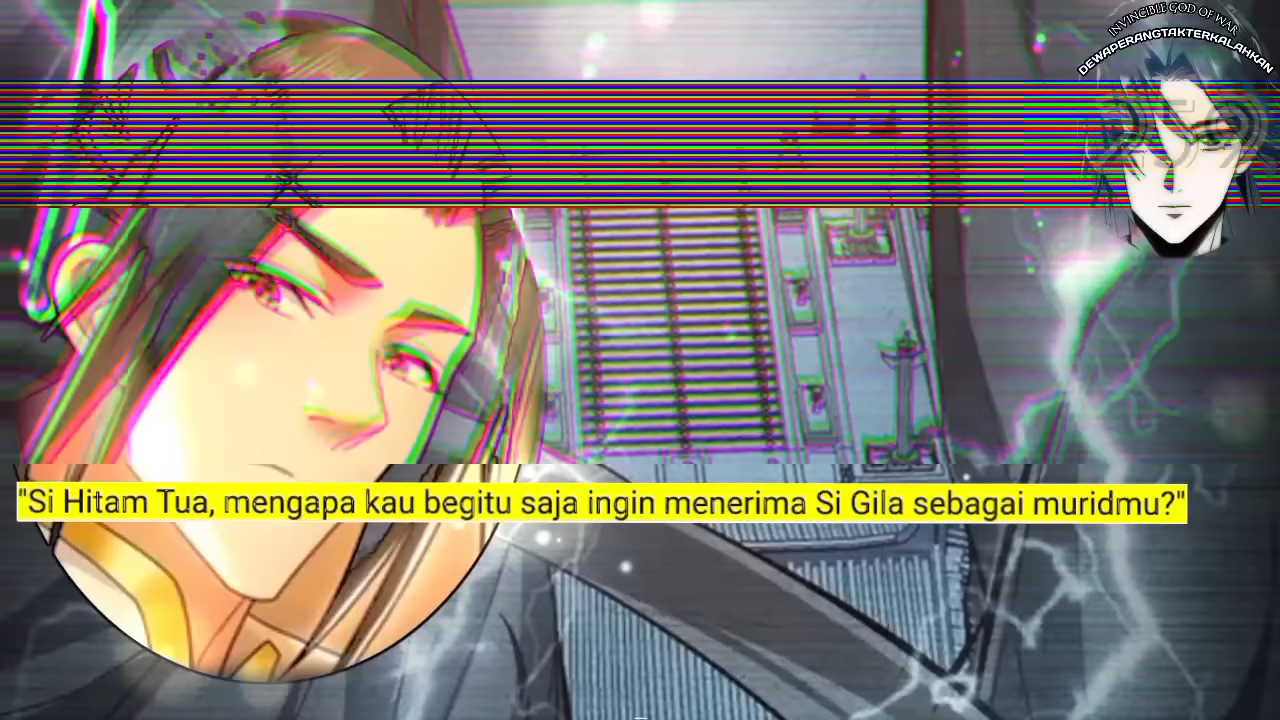 INVINCIBLE GOD OF WAR
DEWAPERANGTAKTERKALAHKAN
"Si Hitam Tua, mengapa kau begitu saja ingin menerima Si Gila sebagai muridmu?"